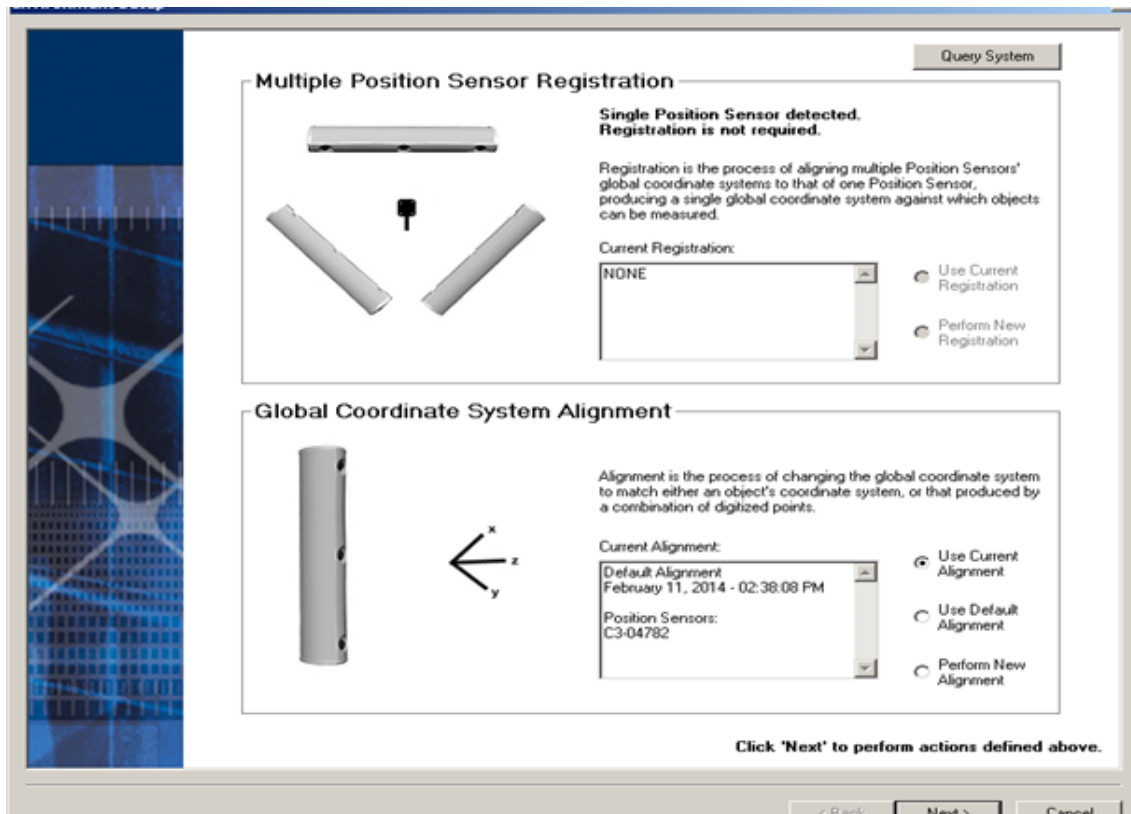 Query System
Multiple Position Sensor Registration
Single Position Sensor detected.
Registration is not required.
Registration is the process of aligning multiple Position Sensors'
global coordinate systems to that of one Position Sensor,
producing a single global coordinate system against which objects
can be measured.
Current Registration:
NONE
Use Current
Registration
Perform New
Registration
Global Coordinate System Alignment
Alignment is the process of changing the global coordinate system
to match either an object's coordinate system, or that produced by
a combination of digitized points.
x
z
y
Current Alignment:
Default Alignment
February 11, 2014 - 02:38:08 PM
Position Sensors:
C3-04782
Use Current
Alignment
Use Default
Alignment
Perform New
Alignment
Click 'Next' to perform actions defined above.
< Back
Next >
Cancel